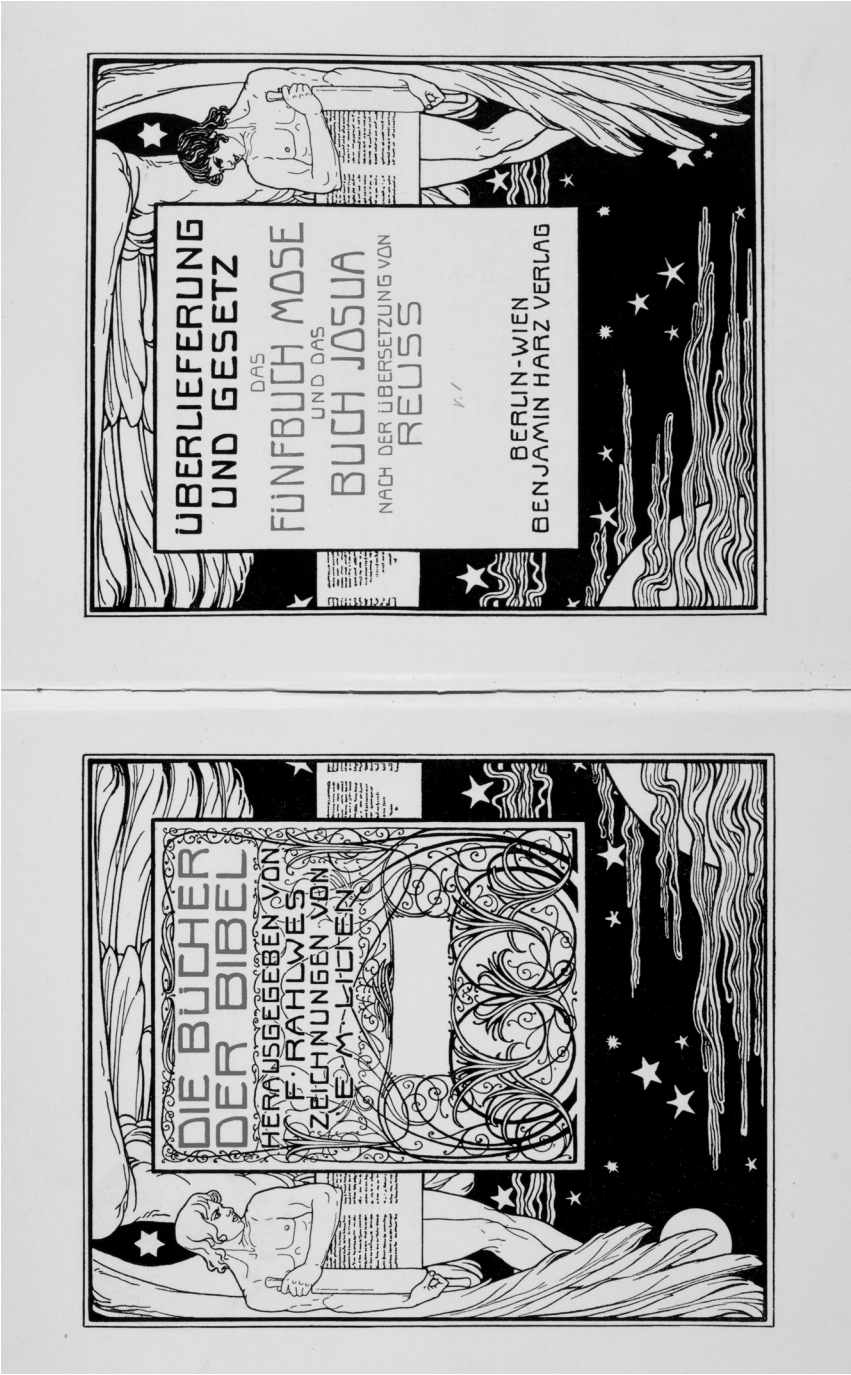 DIE BÜCHER
DER BIBEL
HERAUSGEGEBEN VON
F·RAHLWES
ZEICHNUNGEN VON
E·M·LILIEN
ÜBERLIEFERUNG
UND GESETZ
DAS
FÜNFBUCH MOSE
UND DAS
BUCH JOSUA
NACH DER ÜBERSETZUNG VON
REUSS
v. 1
BERLIN-WIEN
BENJAMIN HARZ VERLAG